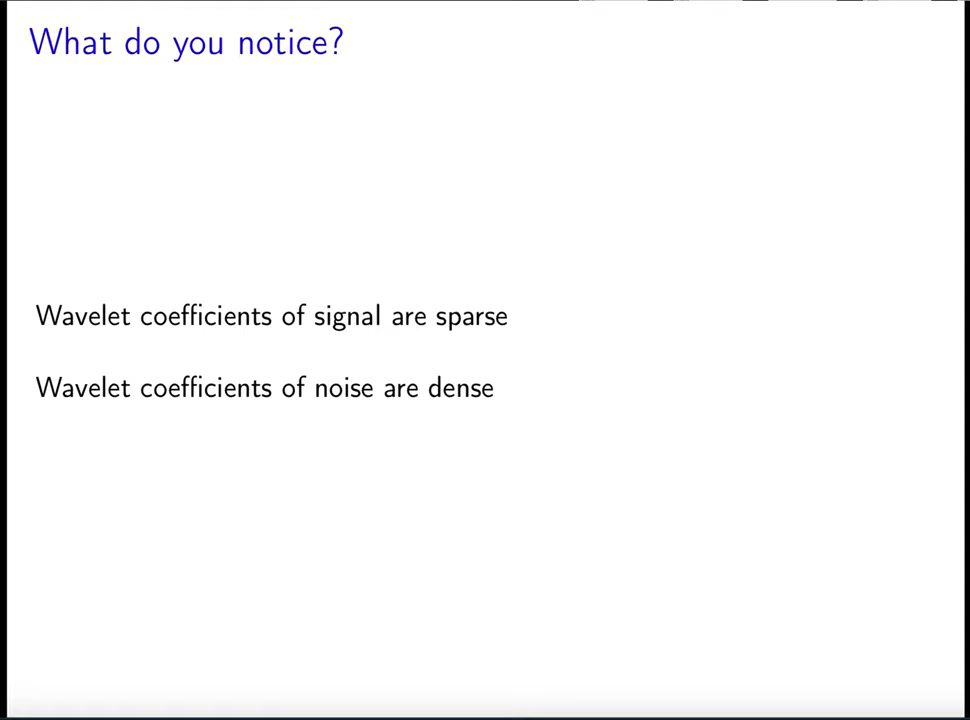 What do you notice?
Wavelet coefficients of signal are sparse
Wavelet coefficients of noise are dense